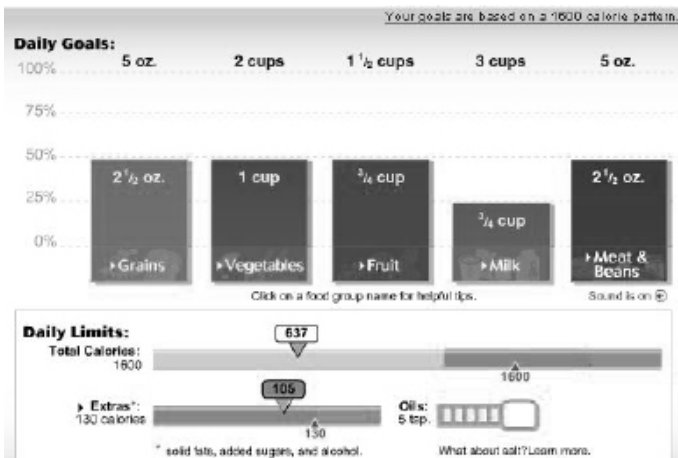 Your goals are based on a 1600 calorie pattern.
Daily Goals:
5 oz. 2 cups 1 1/2 cups 3 cups 5 oz.
100%
75%
50%
2 1/2 oz. 1 cup 3/4 cup 2 1/2 oz.
25%
3/4 cup
0%
▸Grains ▸Vegetables ▸Fruit ▸Milk ▸Meat & Beans
Click on a food group name for helpful tips. Sound is on
Daily Limits:
637
Total Calories:
1600
1600
105
▸ Extras*:
130 calories
130
Oils:
5 tsp.
* solid fats, added sugars, and alcohol. What about salt? Learn more.